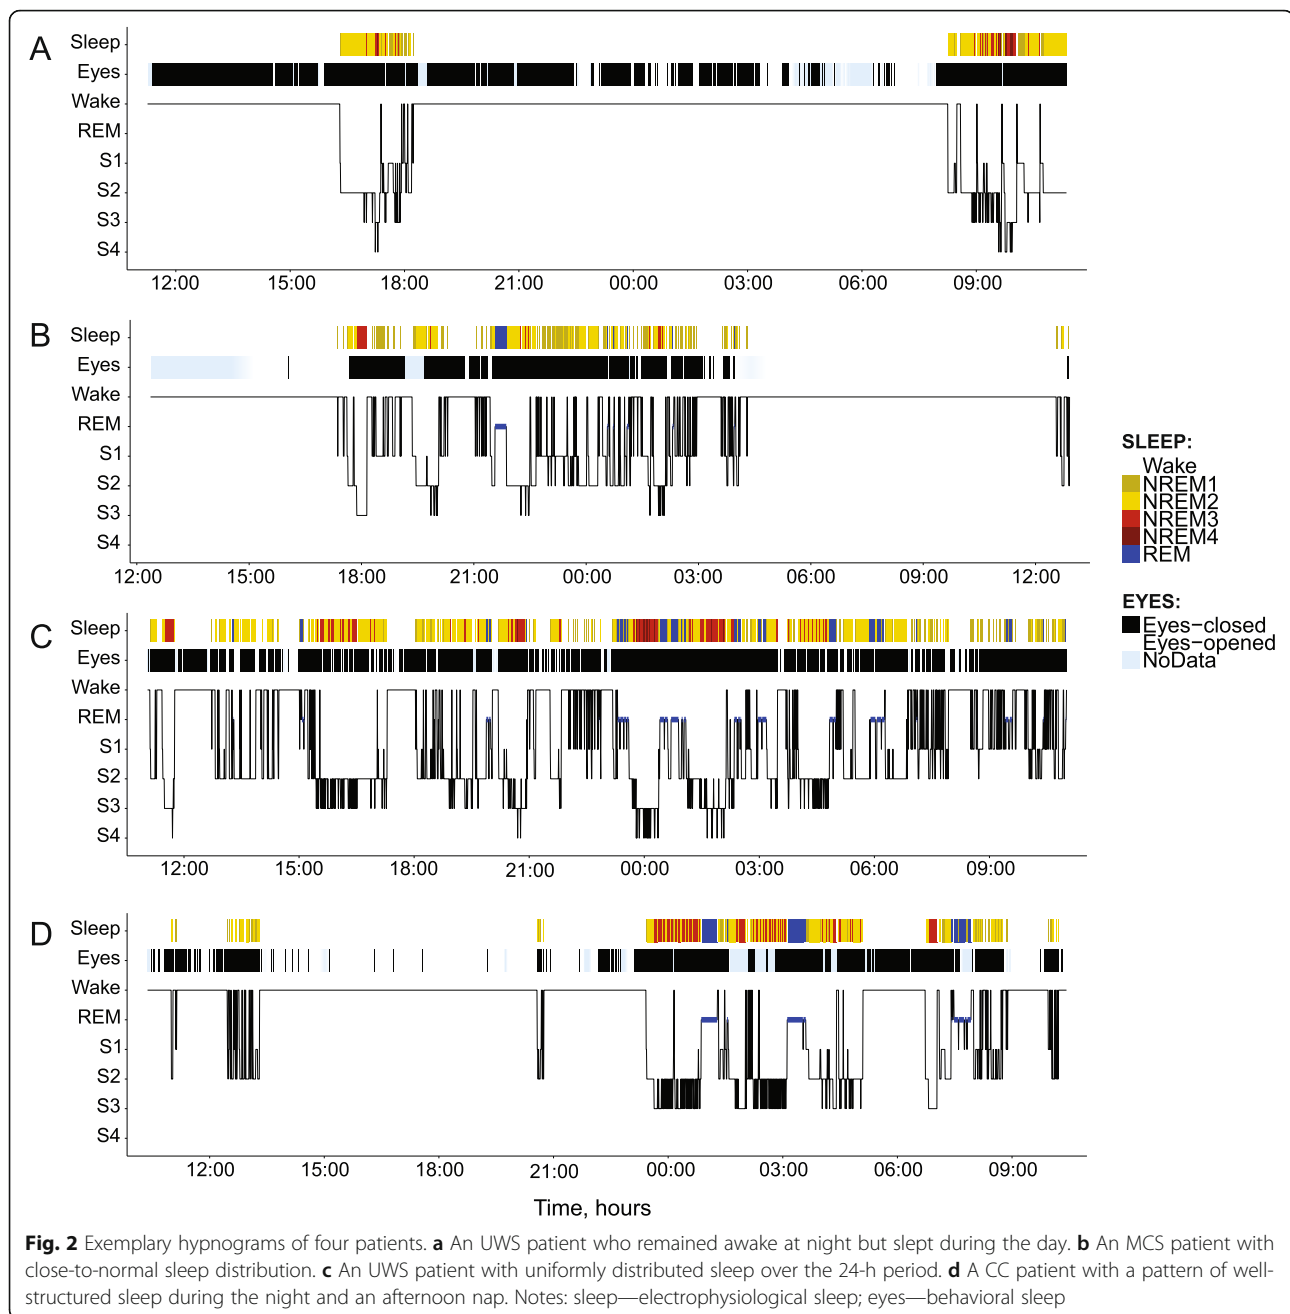 A
Sleep
Eyes
Wake
REM
S1
S2
S3
S4
12:00 15:00 18:00 21:00 00:00 03:00 06:00 09:00
B
Sleep
Eyes
Wake
REM
S1
S2
S3
S4
12:00 15:00 18:00 21:00 00:00 03:00 06:00 09:00 12:00
SLEEP:
Wake
NREM1
NREM2
NREM3
NREM4
REM
EYES:
Eyes-closed
Eyes-opened
NoData
C
Sleep
Eyes
Wake
REM
S1
S2
S3
S4
12:00 15:00 18:00 21:00 00:00 03:00 06:00 09:00
D
Sleep
Eyes
Wake
REM
S1
S2
S3
S4
12:00 15:00 18:00 21:00 00:00 03:00 06:00 09:00
Time, hours
Fig. 2 Exemplary hypnograms of four patients. a An UWS patient who remained awake at night but slept during the day. b An MCS patient with
close-to-normal sleep distribution. c An UWS patient with uniformly distributed sleep over the 24-h period. d A CC patient with a pattern of well-
structured sleep during the night and an afternoon nap. Notes: sleep—electrophysiological sleep; eyes—behavioral sleep